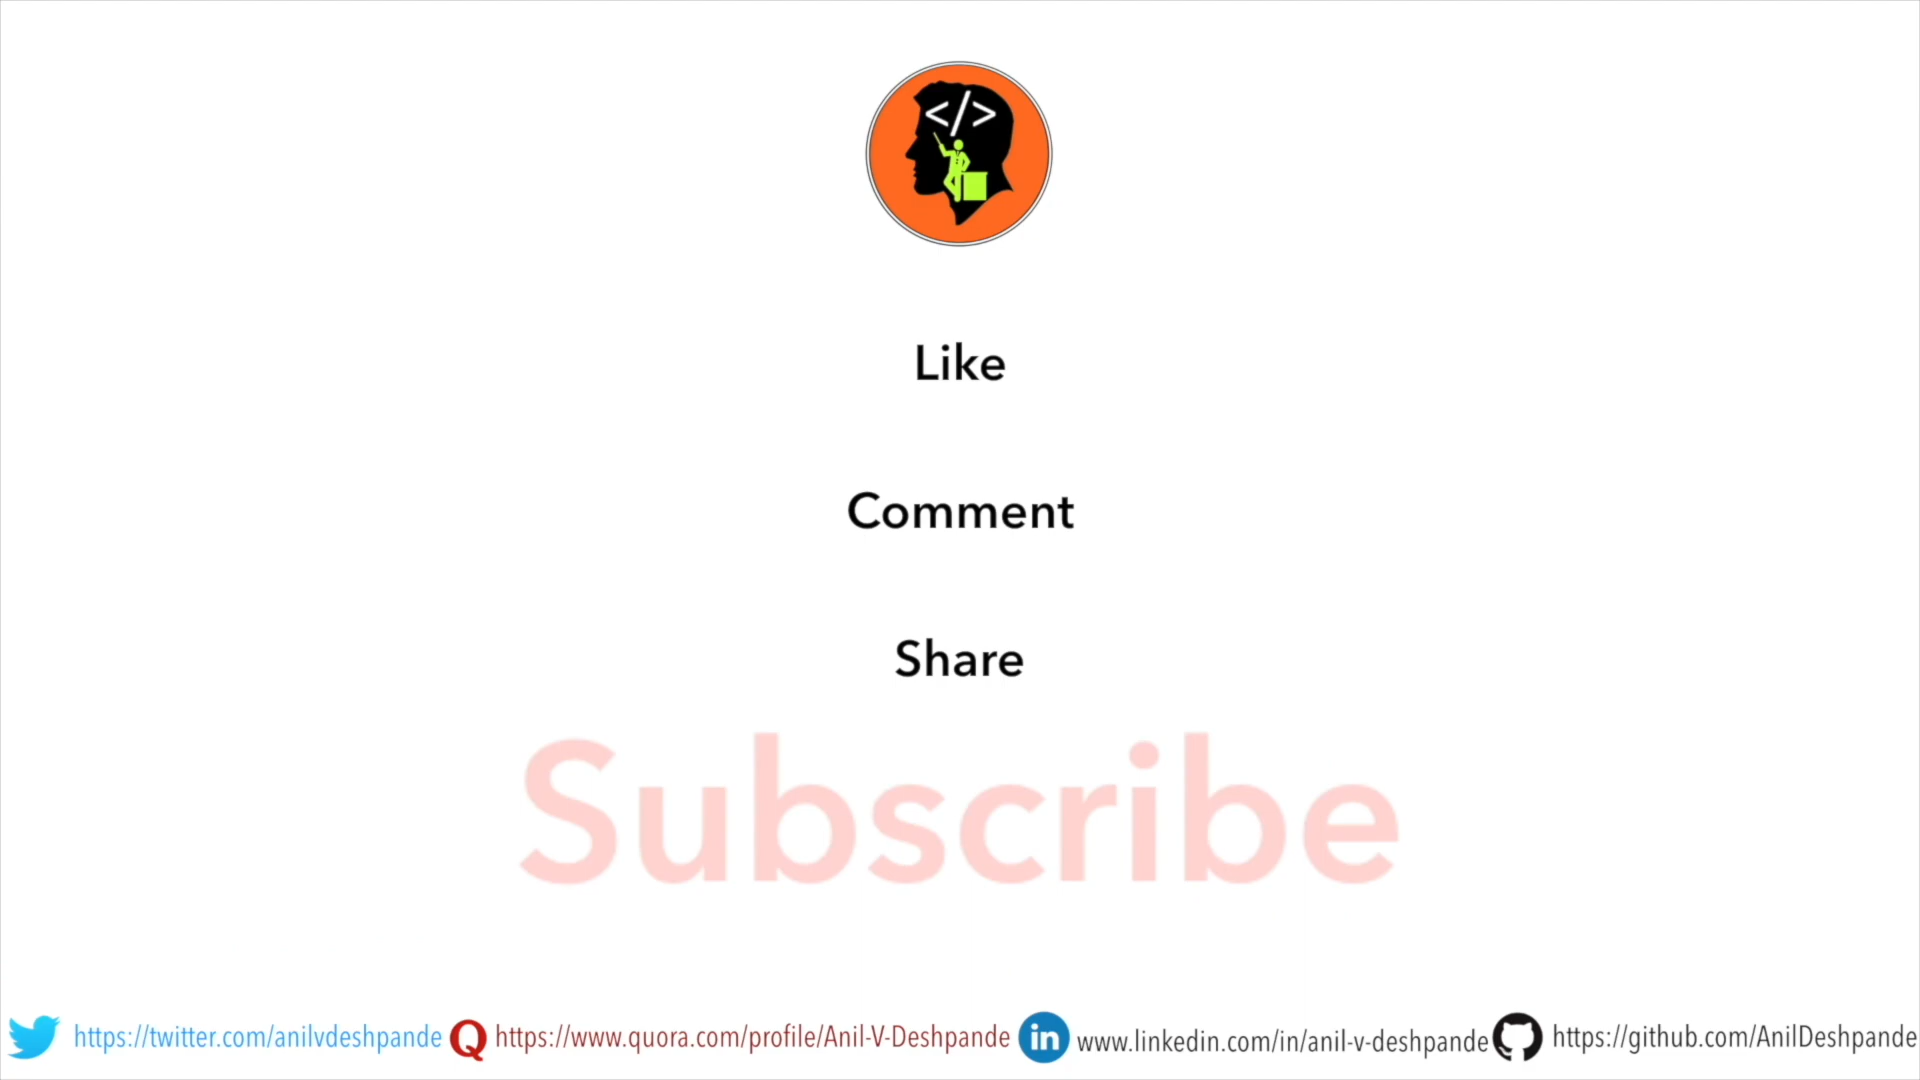 </>
Like
Comment
Share
Subscribe
https://twitter.com/anilvdeshpande https://www.quora.com/profile/Anil-V-Deshpande in www.linkedin.com/in/anil-v-deshpande https://github.com/AnilDeshpande